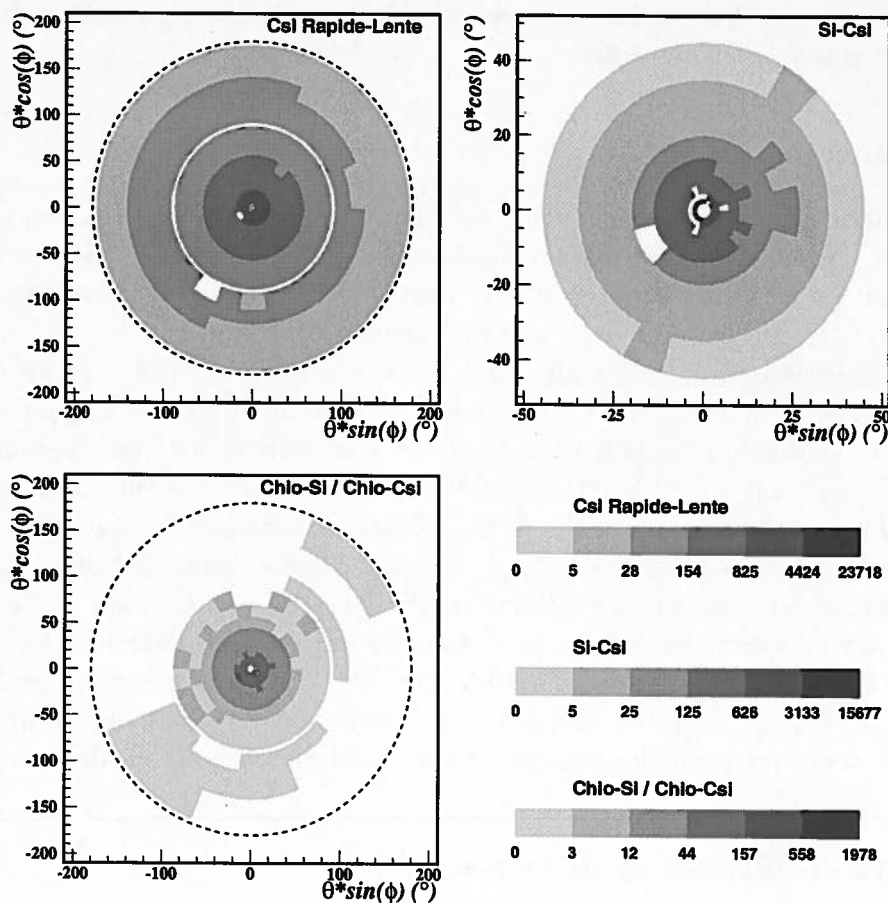 CsI Rapide-Lente
θ*cos(ϕ) (°)
200
150
100
50
0
-50
-100
-150
-200
-200 -100 0 100 200
θ*sin(ϕ) (°)
Si-CsI
θ*cos(ϕ) (°)
40
20
0
-20
-40
-50 -25 0 25 50
θ*sin(ϕ) (°)
Chio-Si / Chio-CsI
θ*cos(ϕ) (°)
200
150
100
50
0
-50
-100
-150
-200
-200 -100 0 100 200
θ*sin(ϕ) (°)
CsI Rapide-Lente
0 5 28 154 825 4424 23718
Si-CsI
0 5 25 125 626 3133 15677
Chio-Si / Chio-CsI
0 3 12 44 157 558 1978